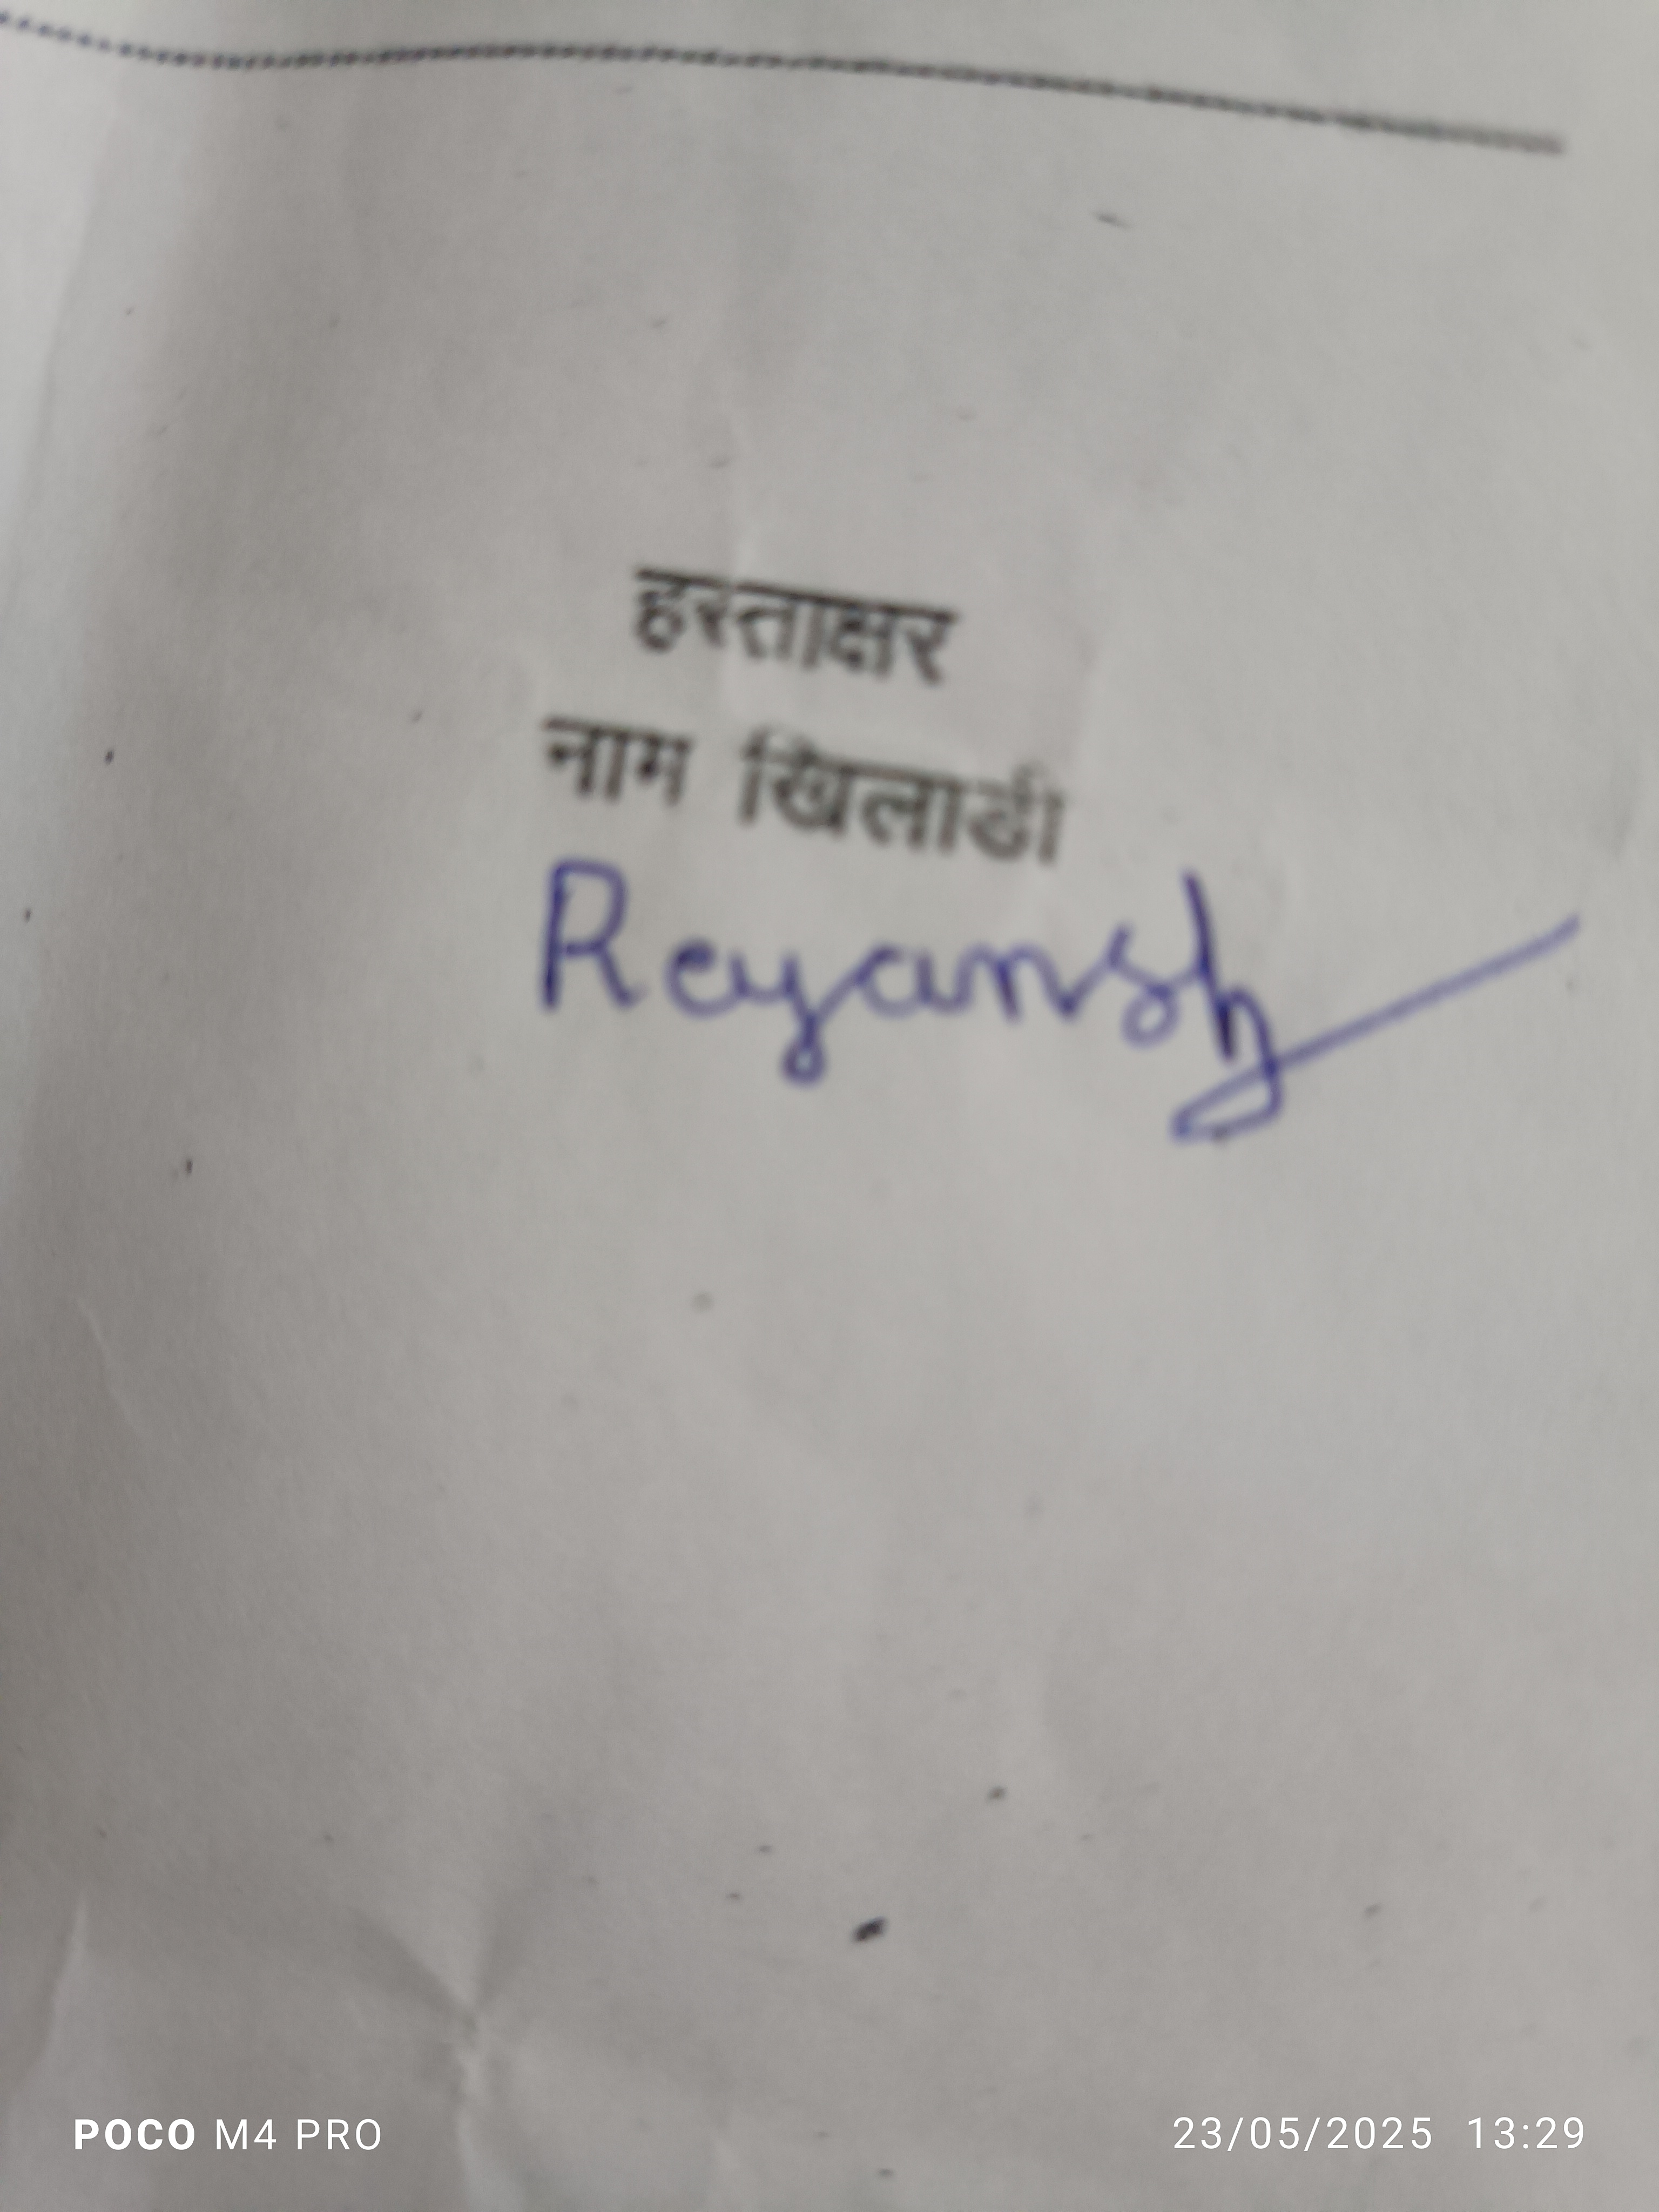 हस्ताक्षर
नाम खिलाडी
Reyansh
POCO M4 PRO
23/05/2025 13:29